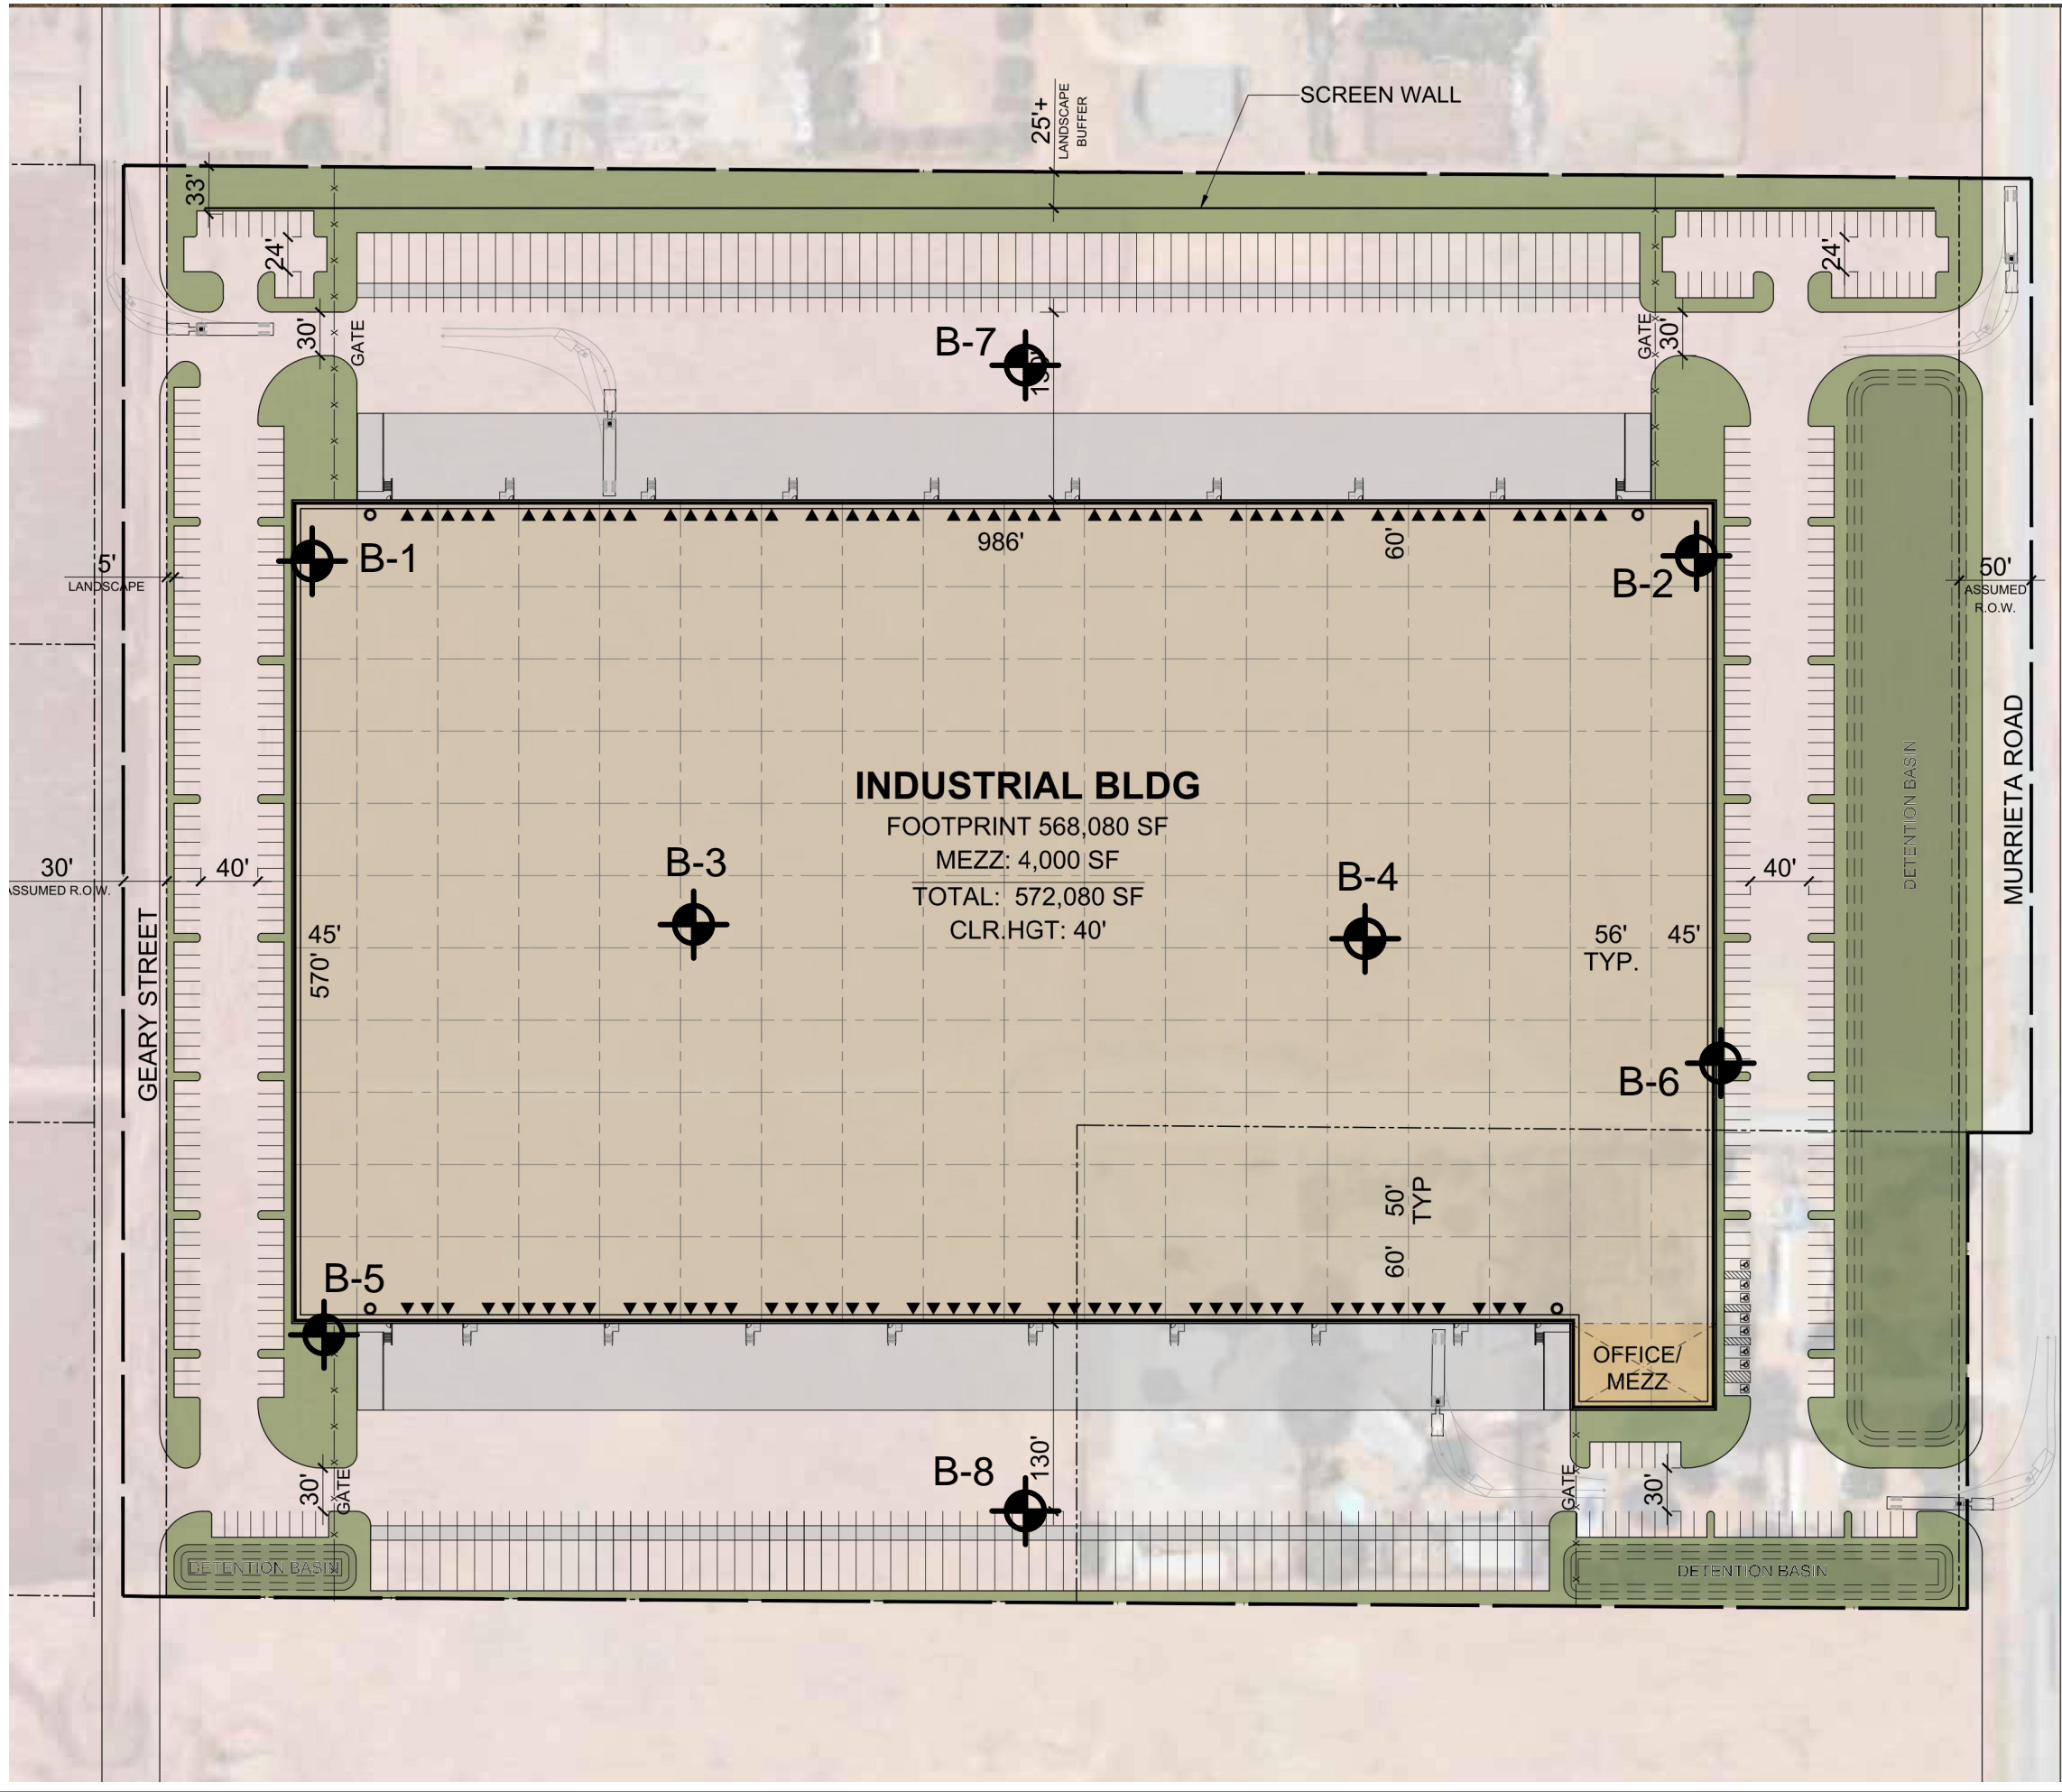 SCREEN WALL
25'+
LANDSCAPE
BUFFER
33'
24'
24'
30'
GATE
B-7
GATE
30'
B-1
986'
60'
B-2
5'
LANDSCAPE
50'
ASSUMED
R.O.W.
INDUSTRIAL BLDG
FOOTPRINT 568,080 SF
MEZZ: 4,000 SF
TOTAL: 572,080 SF
CLR.HGT: 40'
B-3
B-4
30'
ASSUMED R.O.W.
40'
40'
GEARY STREET
45'
570'
56'
TYP.
45'
DETENTION BASIN
MURRIETA ROAD
B-6
50'
TYP
60'
B-5
OFFICE/
MEZZ
30'
GATE
B-8
130'
GATE
30'
DETENTION BASIN
DETENTION BASIN